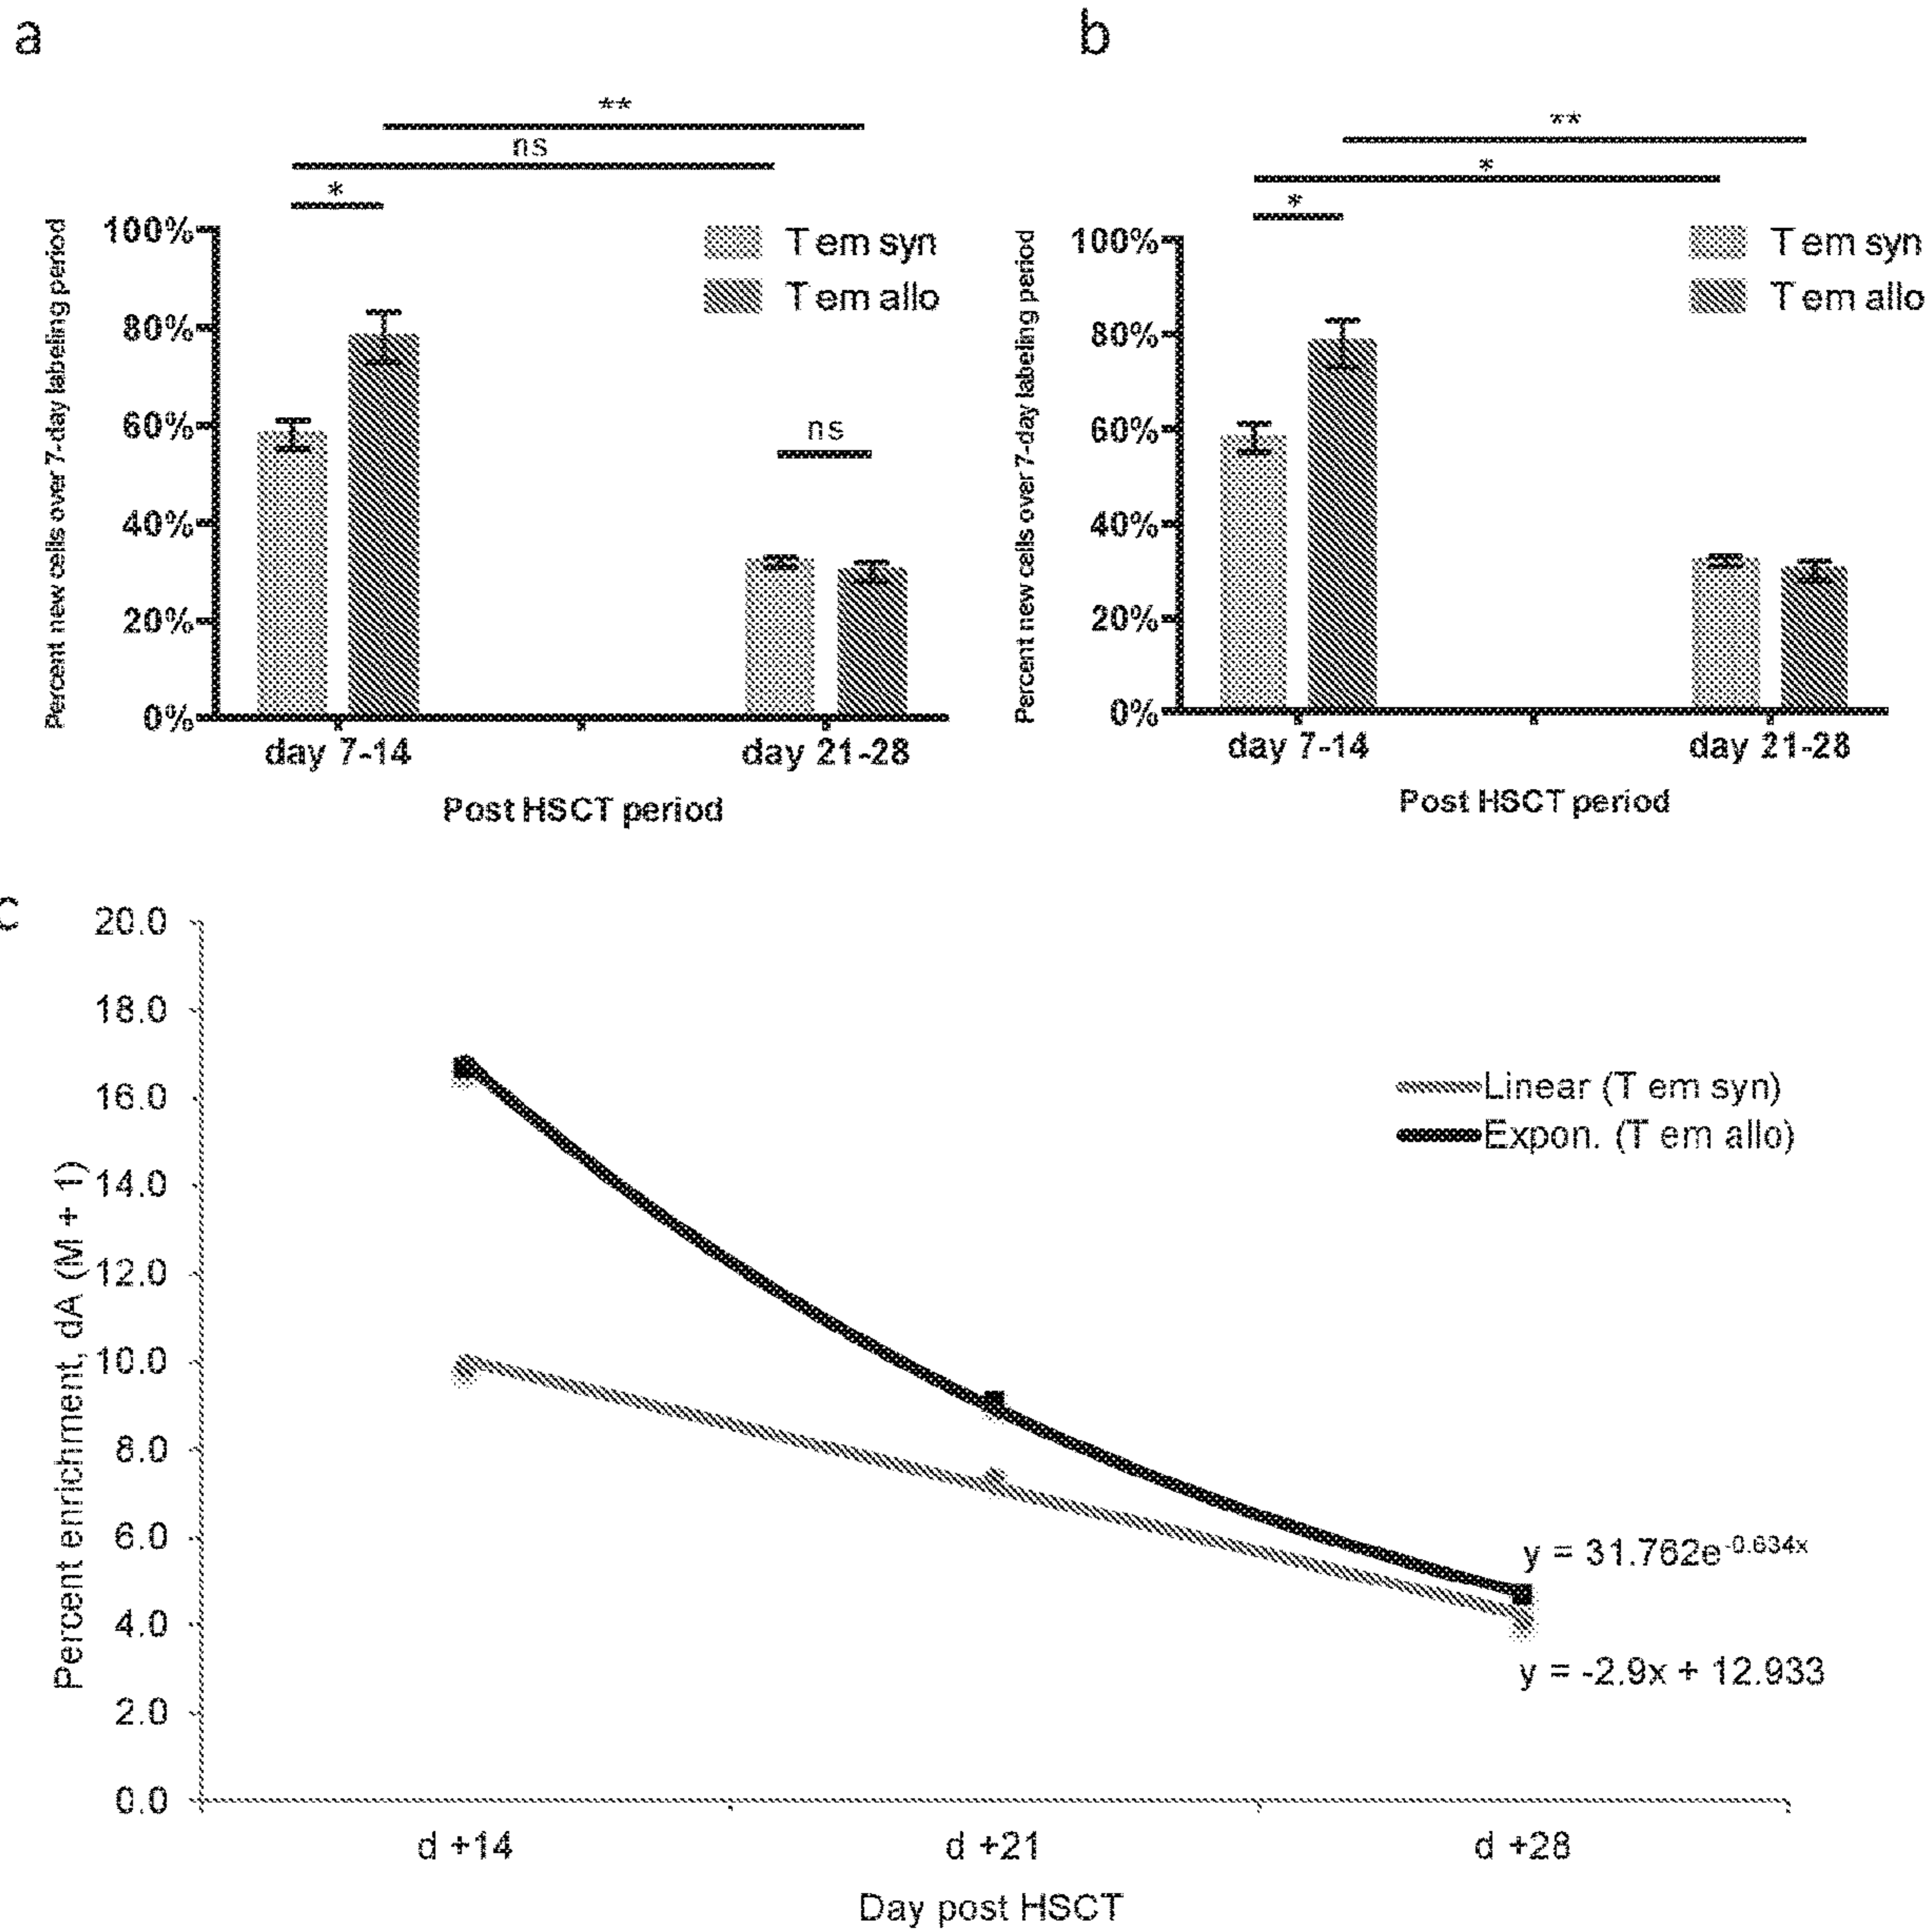 a
**
ns
*
Percent new cells over 7-day labeling period
100%
80%
60%
40%
20%
0%
T em syn
T em allo
ns
day 7-14
day 21-28
Post HSCT period
b
**
*
*
Percent new cells over 7-day labeling period
100%
80%
60%
40%
20%
0%
T em syn
T em allo
day 7-14
day 21-28
Post HSCT period
c
Percent enrichment, dA (M + 1)
20.0
18.0
16.0
14.0
12.0
10.0
8.0
6.0
4.0
2.0
0.0
Linear (T em syn)
Expon. (T em allo)
y = 31.762e-0.634x
y = -2.9x + 12.933
d +14
d +21
d +28
Day post HSCT